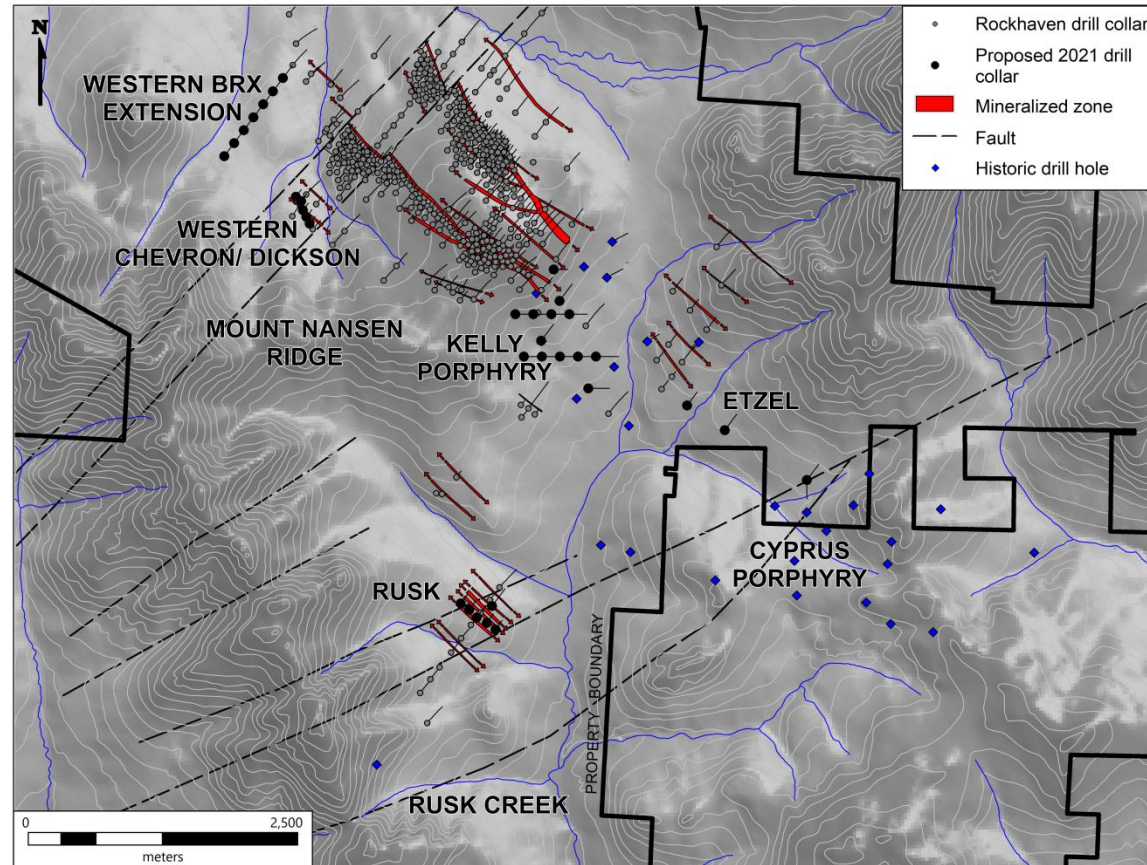 N
WESTERN BRX
EXTENSION
WESTERN
CHEVRON/ DICKSON
MOUNT NANSEN
RIDGE
KELLY
PORPHYRY
ETZEL
CYPRUS
PORPHYRY
RUSK
PROPERTY BOUNDARY
RUSK CREEK
Rockhaven drill collar
Proposed 2021 drill
collar
Mineralized zone
Fault
Historic drill hole
0
2,500
meters